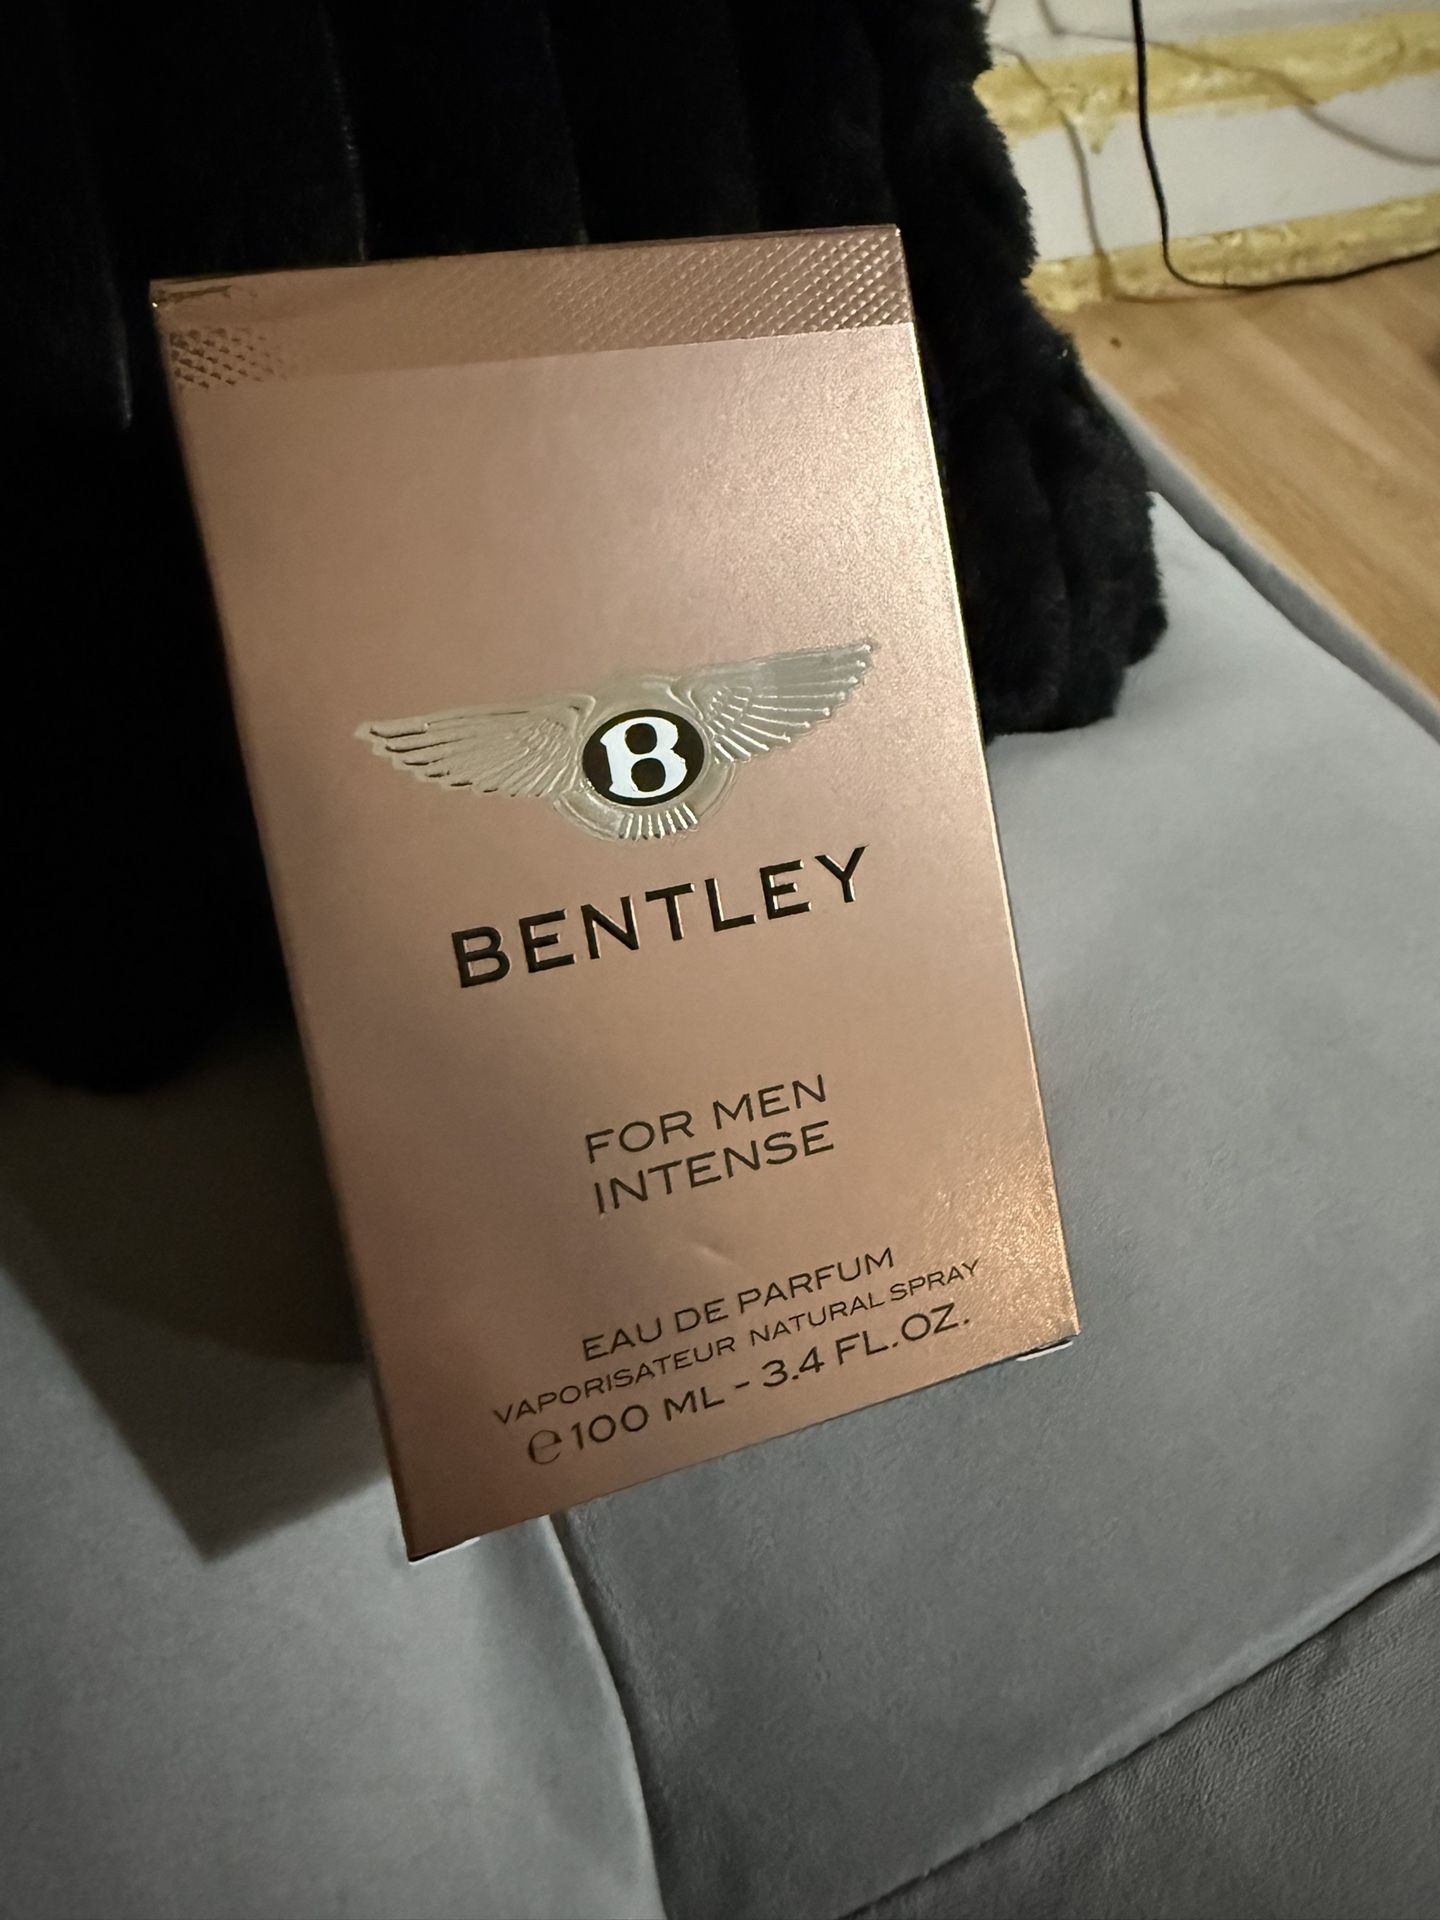 B
BENTLEY
FOR MEN
INTENSE
EAU DE PARFUM
VAPORISATEUR NATURAL SPRAY
℮ 100 ML - 3.4 FL.OZ.